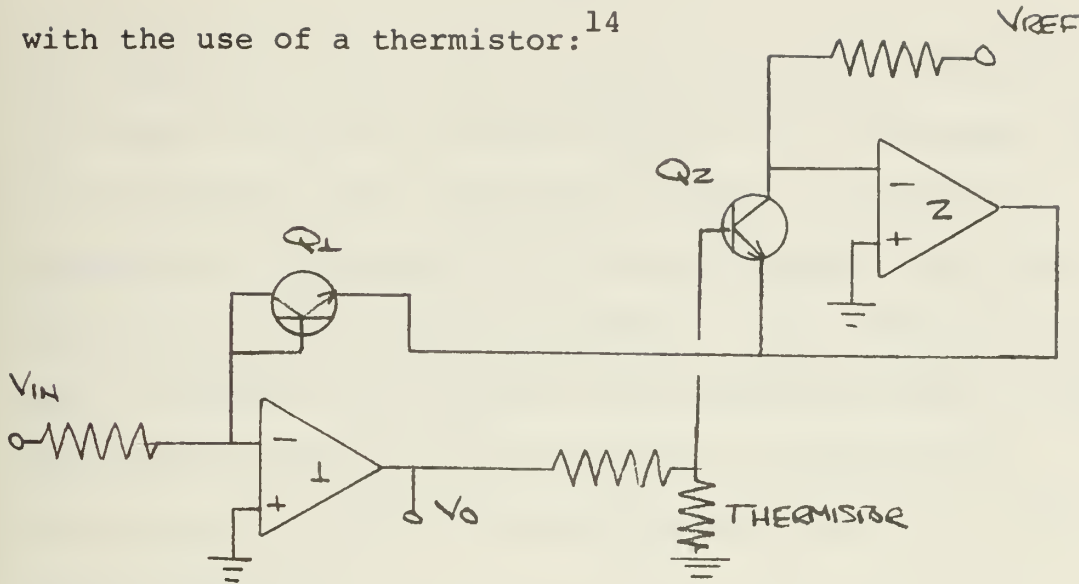 with the use of a thermistor:14
VREF
Q2
-
2
+
Q1
VIN
-
1
+
VO
THERMISTOR